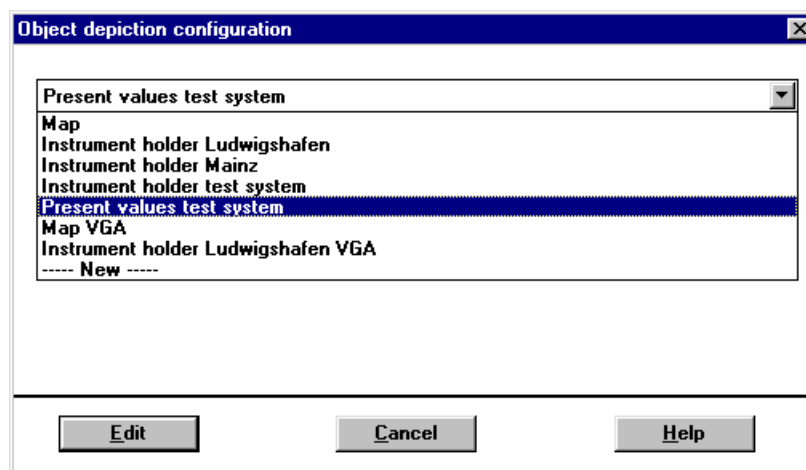 Object depiction configuration
Present values test system
Map
Instrument holder Ludwigshafen
Instrument holder Mainz
Instrument holder test system
Present values test system
Map VGA
Instrument holder Ludwigshafen VGA
----- New -----
Edit Cancel Help